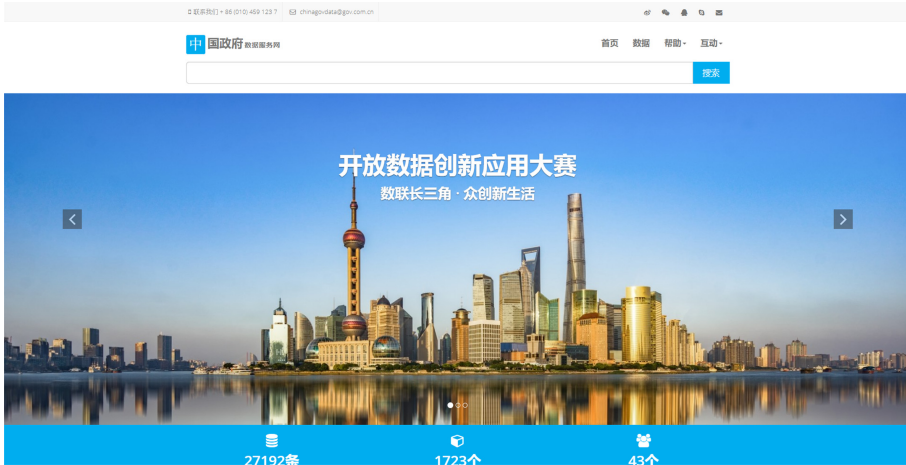 联系我们 + 86 (010) 469 123 7
chinagovdata@gov.com.cn
中 国政府 数据服务网
首页 数据 帮助 互动
搜索
开放数据创新应用大赛
数联长三角 · 众创新生活
27192条 1723个 43个